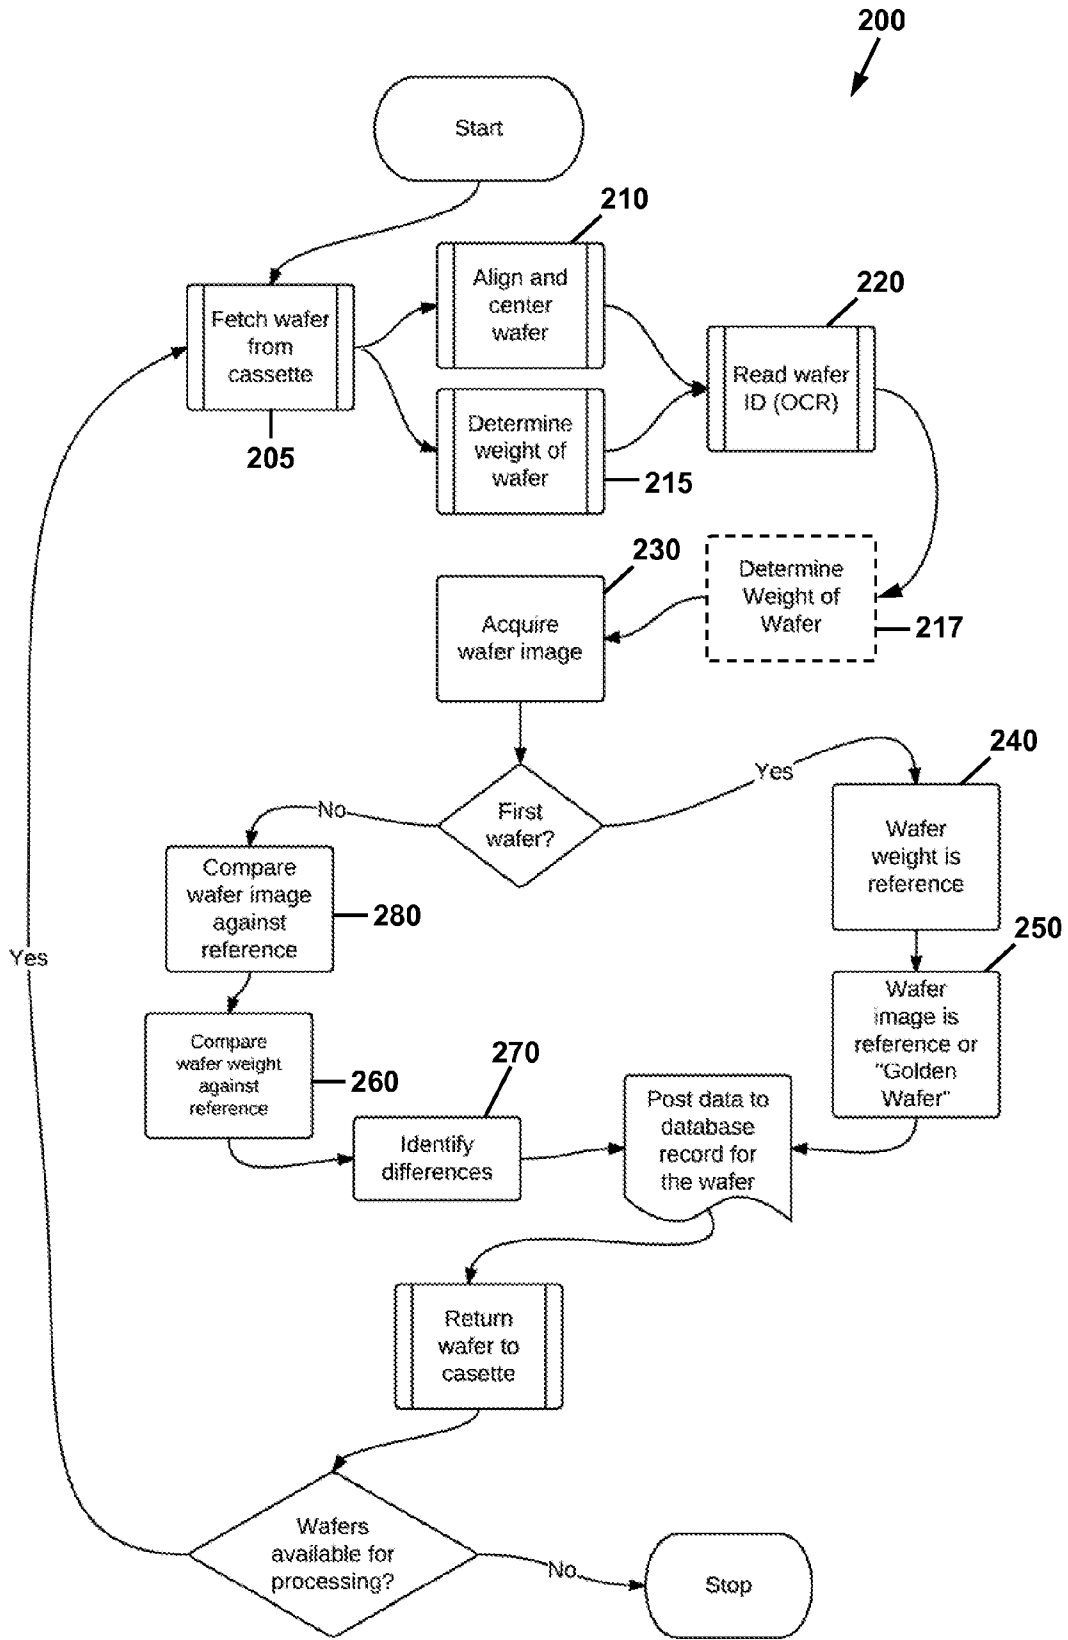 200
Start
210
Align and
center
wafer
220
Fetch wafer
from
cassette
205
Read wafer
ID (OCR)
Determine
weight of
wafer
215
230
Determine
Weight of
Wafer
217
Acquire
wafer image
240
Yes
First
wafer?
No
Wafer
weight is
reference
Compare
wafer image
against
reference
280
250
Yes
Wafer
image is
reference or
"Golden
Wafer"
Compare
wafer weight
against
reference
260
270
Identify
differences
Post data to
database
record for
the wafer
Return
wafer to
casette
Wafers
available for
processing?
No
Stop